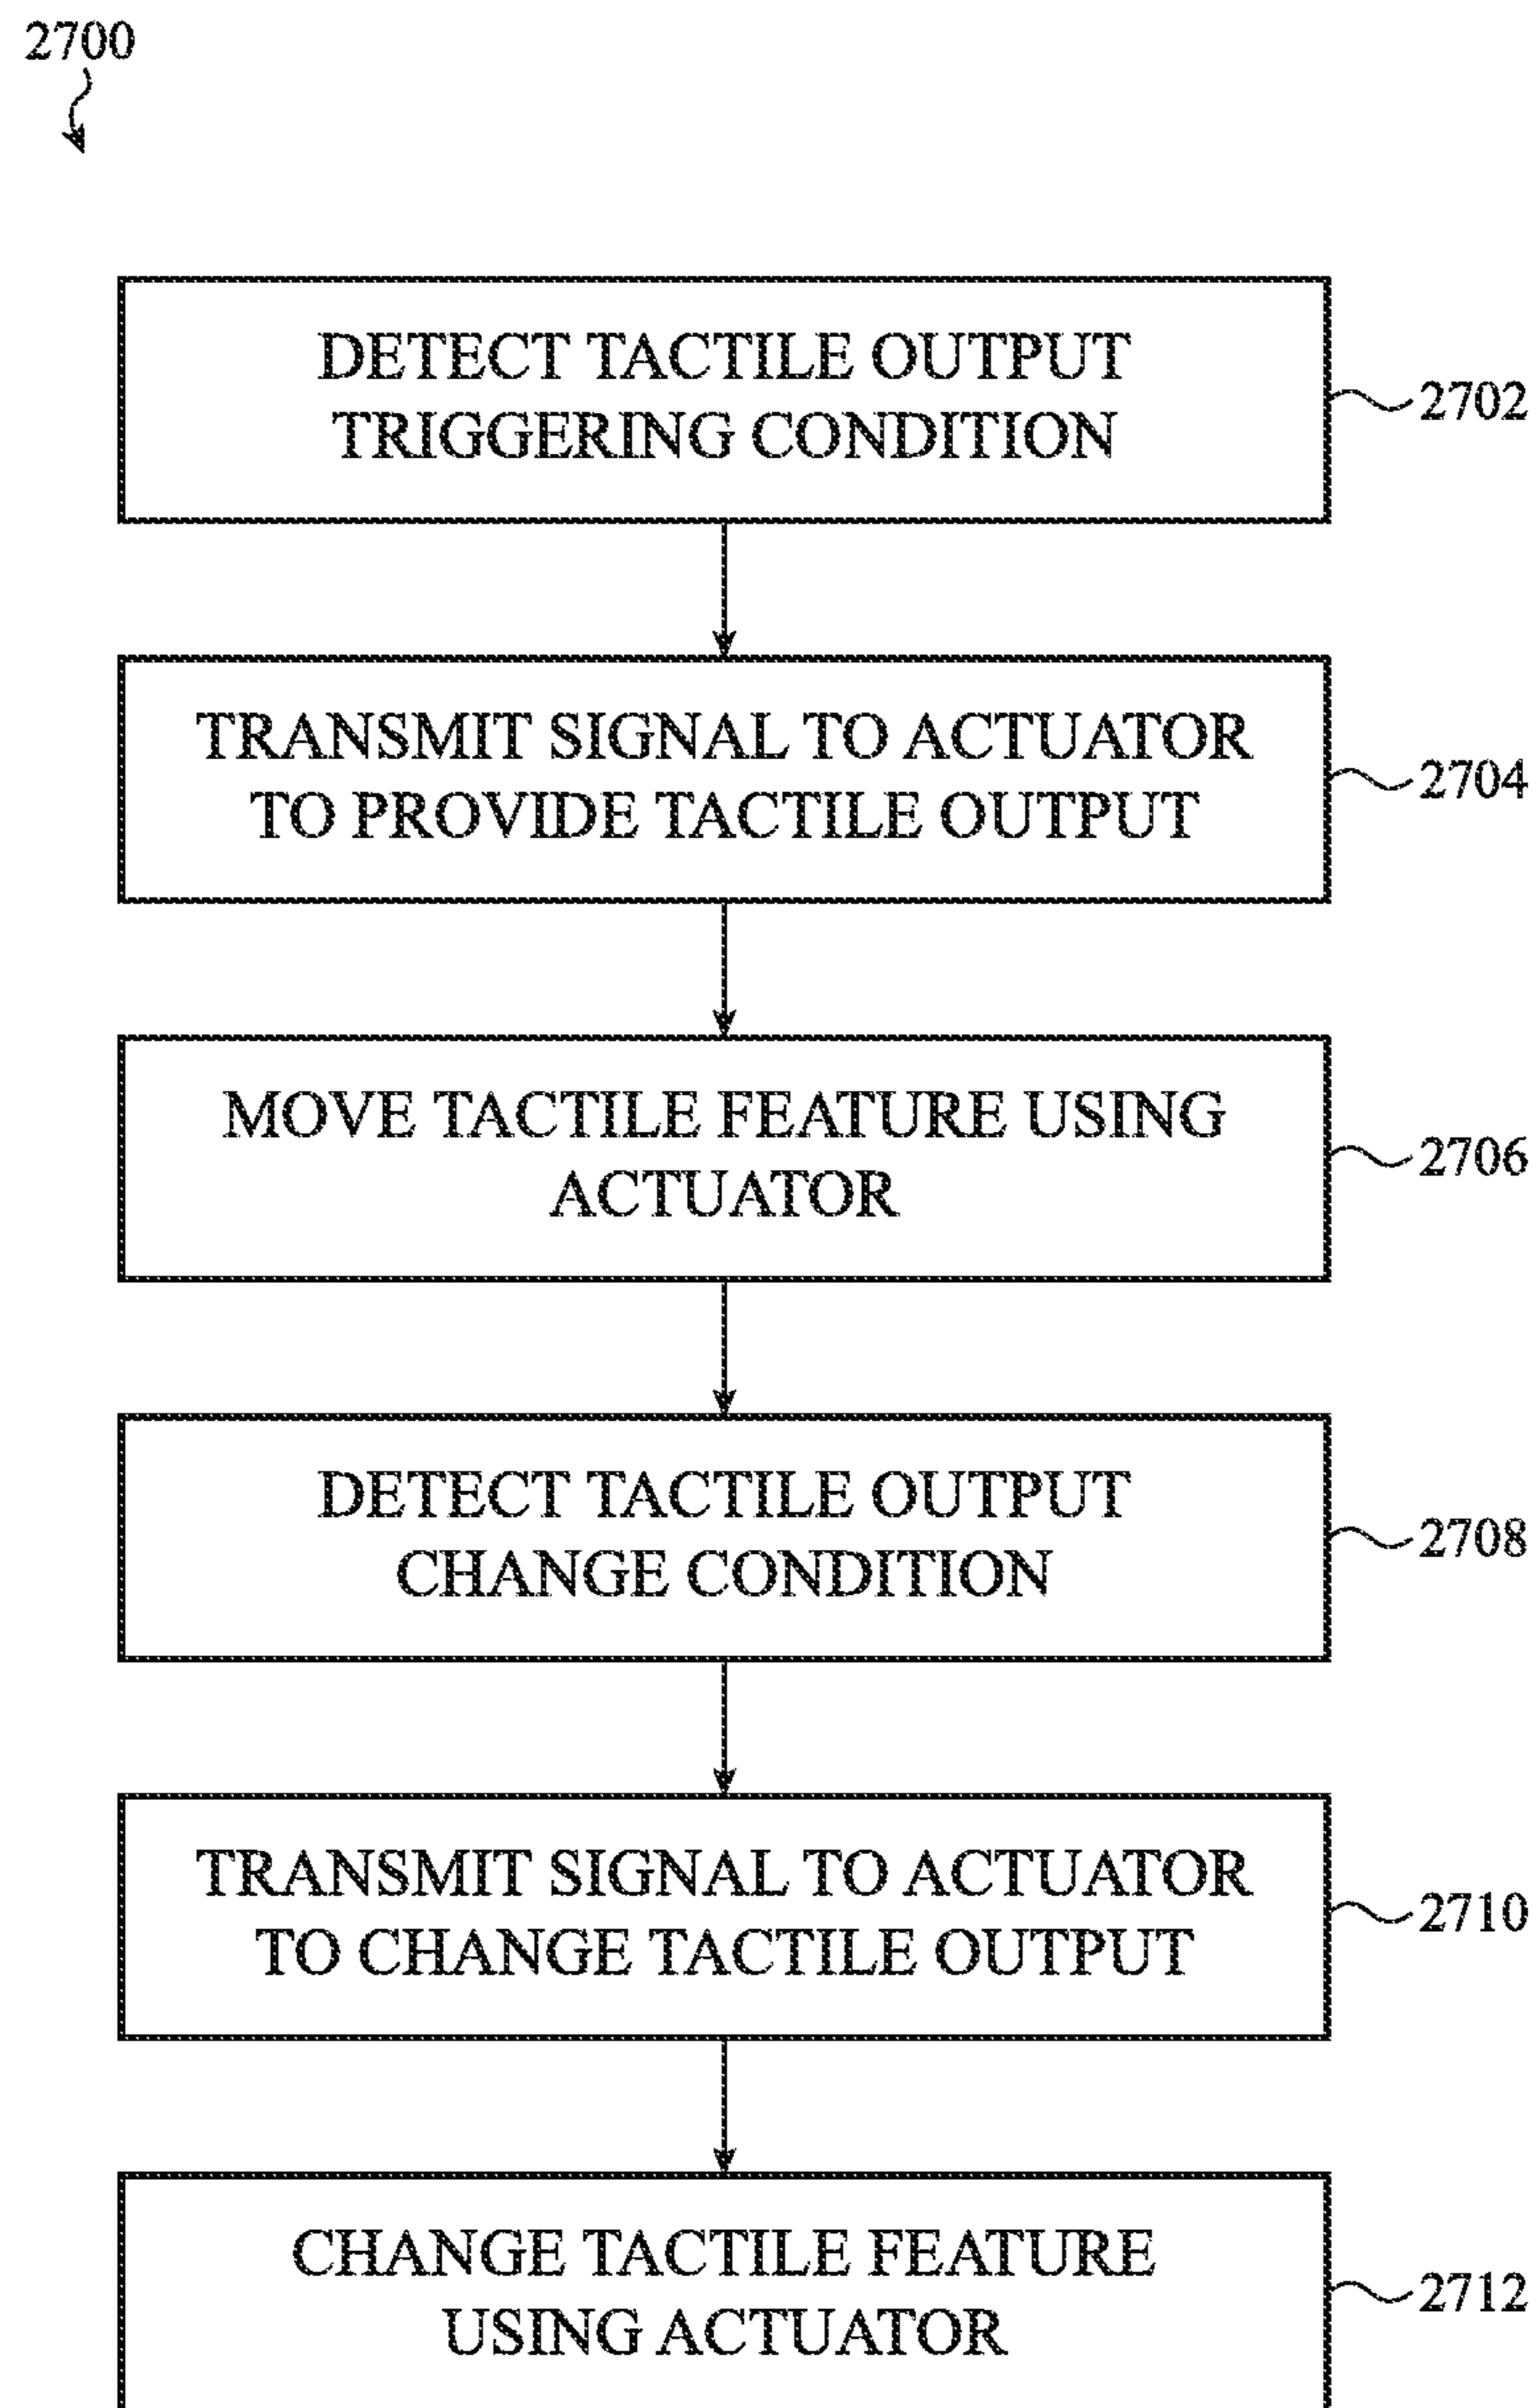 2700
DETECT TACTILE OUTPUT
TRIGGERING CONDITION
2702
TRANSMIT SIGNAL TO ACTUATOR
TO PROVIDE TACTILE OUTPUT
2704
MOVE TACTILE FEATURE USING
ACTUATOR
2706
DETECT TACTILE OUTPUT
CHANGE CONDITION
2708
TRANSMIT SIGNAL TO ACTUATOR
TO CHANGE TACTILE OUTPUT
2710
CHANGE TACTILE FEATURE
USING ACTUATOR
2712